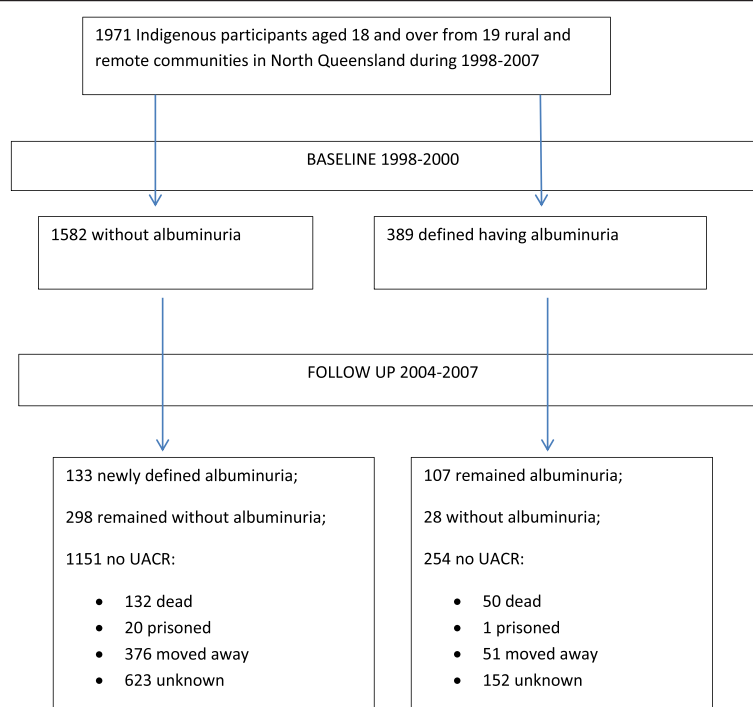 1971 Indigenous participants aged 18 and over from 19 rural and
remote communities in North Queensland during 1998-2007
BASELINE 1998-2000
1582 without albuminuria
389 defined having albuminuria
FOLLOW UP 2004-2007
133 newly defined albuminuria;
298 remained without albuminuria;
1151 no UACR:
• 132 dead
• 20 prisoned
• 376 moved away
• 623 unknown
107 remained albuminuria;
28 without albuminuria;
254 no UACR:
• 50 dead
• 1 prisoned
• 51 moved away
• 152 unknown